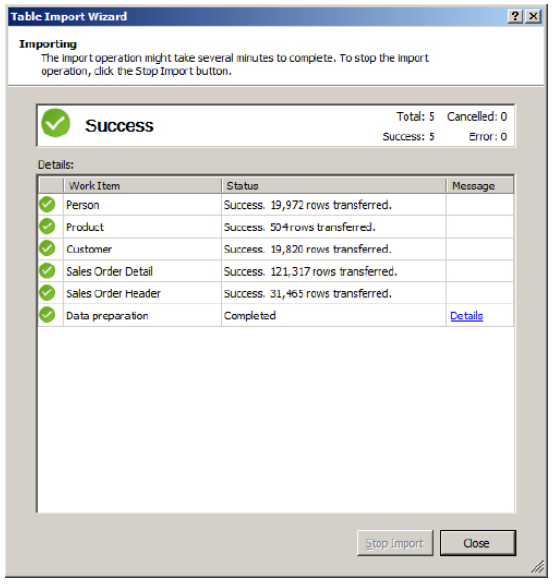 Table Import Wizard
Importing
The import operation might take several minutes to complete. To stop the import
operation, click the Stop Import button.
Success
Total: 5 Cancelled: 0
Success: 5 Error: 0
Details:
Work Item Status Message
Person Success. 19,972 rows transferred.
Product Success. 504 rows transferred.
Customer Success. 19,820 rows transferred.
Sales Order Detail Success. 121,317 rows transferred.
Sales Order Header Success. 31,465 rows transferred.
Data preparation Completed Details
Stop Import Close